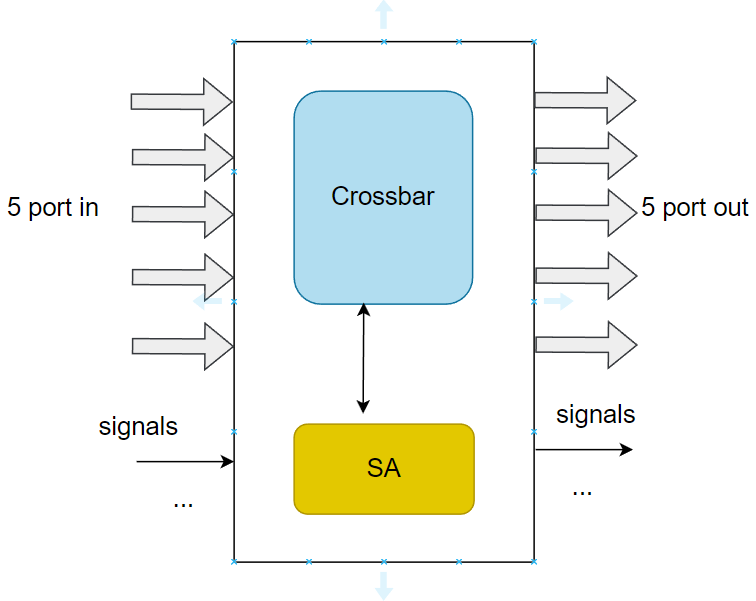 Crossbar
5 port in
5 port out
signals
signals
SA
...
...